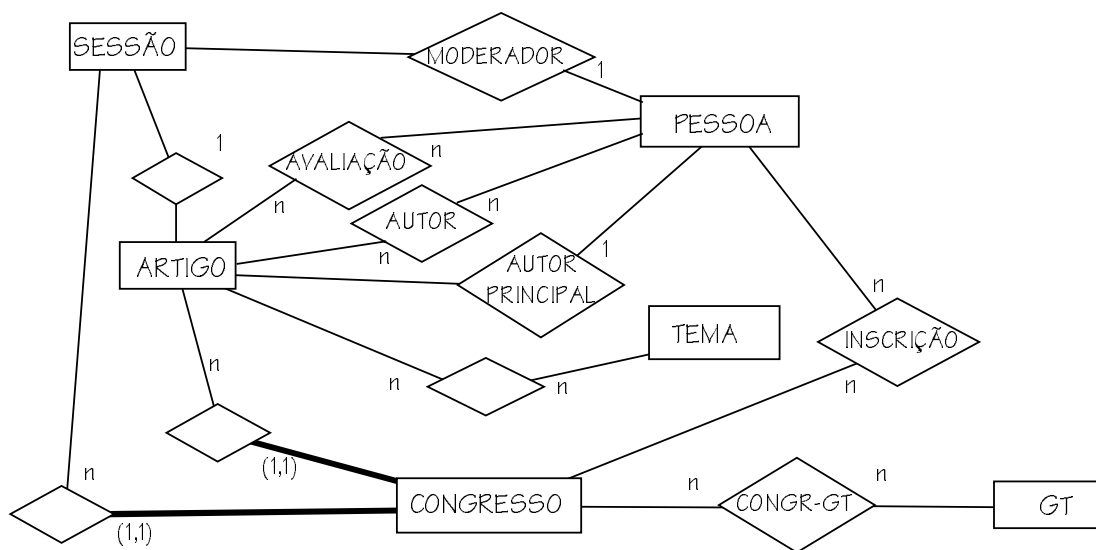 SESSÃO
MODERADOR
1
PESSOA
1
AVALIAÇÃO
n
n
AUTOR
n
n
ARTIGO
1
AUTOR
PRINCIPAL
n
TEMA
INSCRIÇÃO
n
n
n
n
(1,1)
n
(1,1)
CONGRESSO
n
CONGR-GT
n
GT